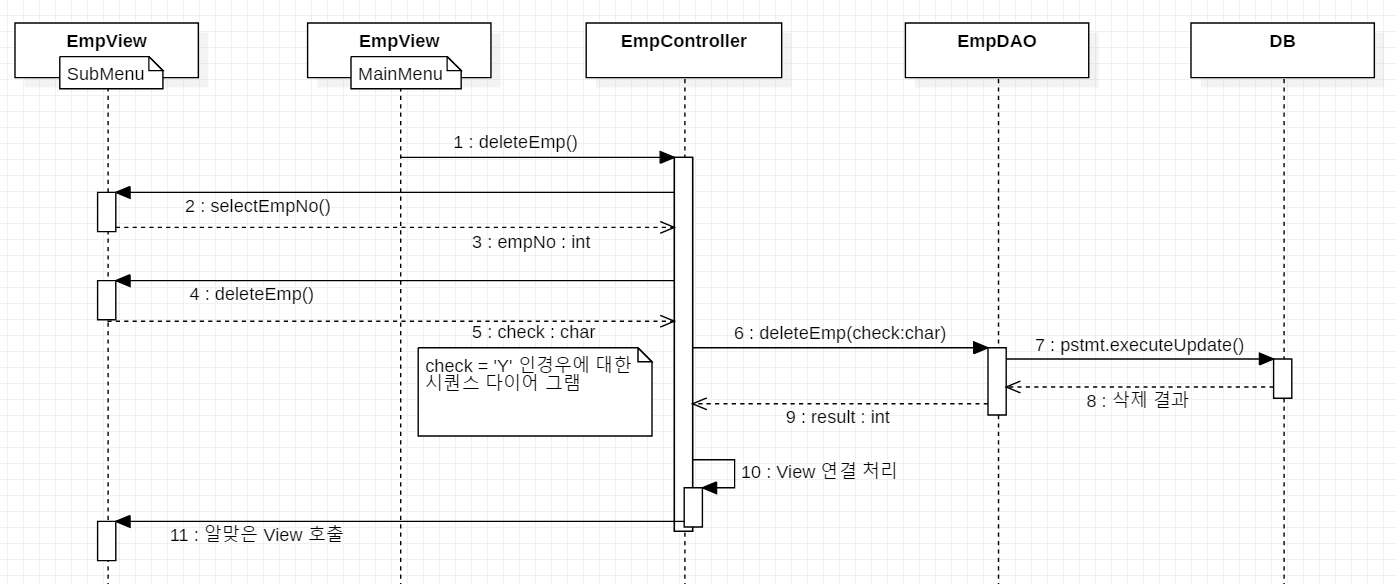 EmpView
EmpView
EmpController
EmpDAO
DB
SubMenu
MainMenu
1 : deleteEmp()
2 : selectEmpNo()
3 : empNo : int
4 : deleteEmp()
5 : check : char
6 : deleteEmp(check:char)
7 : pstmt.executeUpdate()
check = 'Y' 인경우에 대한
시퀀스 다이어 그램
8 : 삭제 결과
9 : result : int
10 : View 연결 처리
11 : 알맞은 View 호출